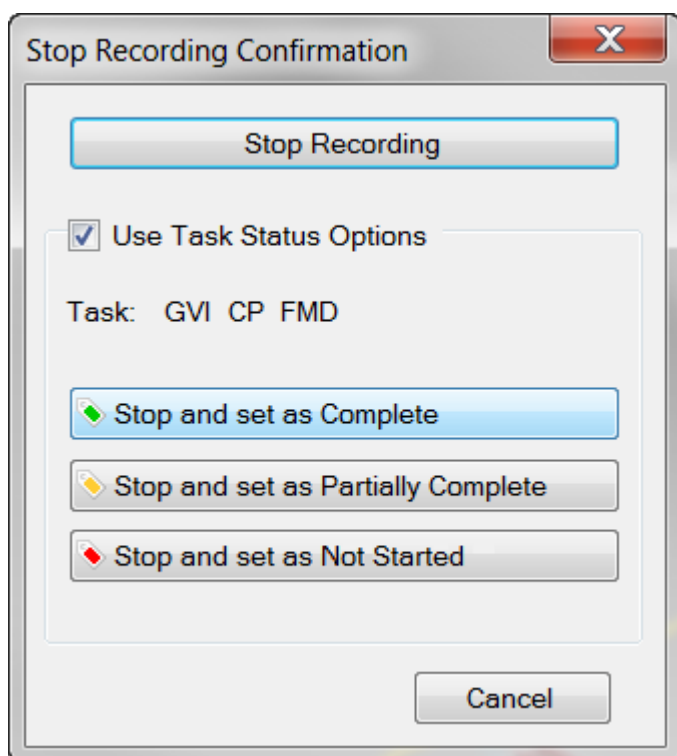 Stop Recording Confirmation
Stop Recording
Use Task Status Options
Task: GVI CP FMD
Stop and set as Complete
Stop and set as Partially Complete
Stop and set as Not Started
Cancel